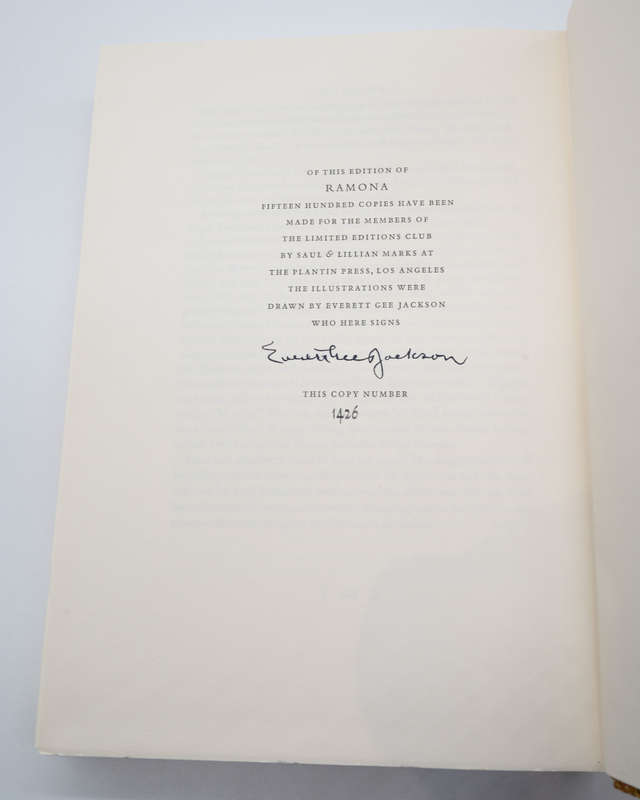 OF THIS EDITION OF
RAMONA
FIFTEEN HUNDRED COPIES HAVE BEEN
MADE FOR THE MEMBERS OF
THE LIMITED EDITIONS CLUB
BY SAUL & LILLIAN MARKS AT
THE PLANTIN PRESS, LOS ANGELES
THE ILLUSTRATIONS WERE
DRAWN BY EVERETT GEE JACKSON
WHO HERE SIGNS
Everett Gee Jackson
THIS COPY NUMBER
1426